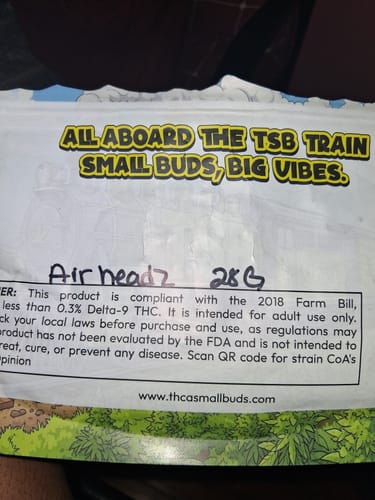 ALL ABOARD THE TSB TRAIN
SMALL BUDS, BIG VIBES.
Airheadz 28G
ER: This product is compliant with the 2018 Farm Bill,
less than 0.3% Delta-9 THC. It is intended for adult use only.
ck your local laws before purchase and use, as regulations may
product has not been evaluated by the FDA and is not intended to
reat, cure, or prevent any disease. Scan QR code for strain CoA's
pinion
www.thcasmallbuds.com